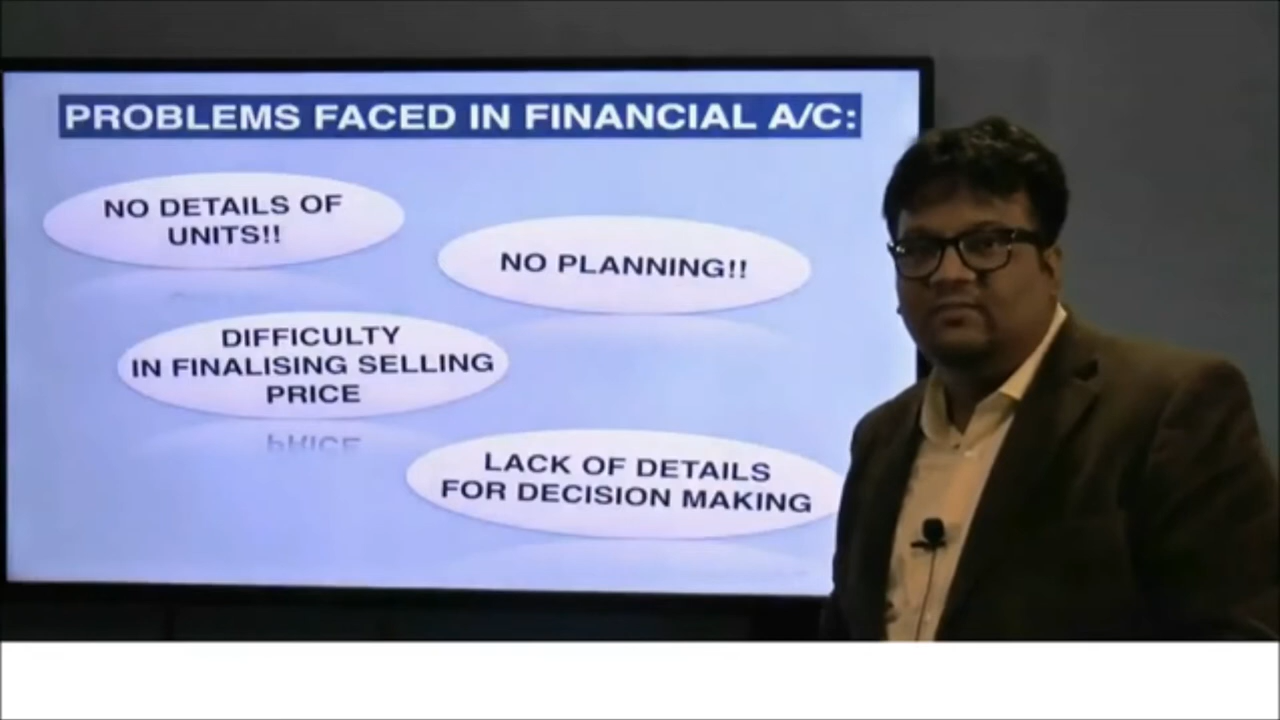 PROBLEMS FACED IN FINANCIAL A/C:
NO DETAILS OF
UNITS!!
NO PLANNING!!
DIFFICULTY
IN FINALISING SELLING
PRICE
LACK OF DETAILS
FOR DECISION MAKING